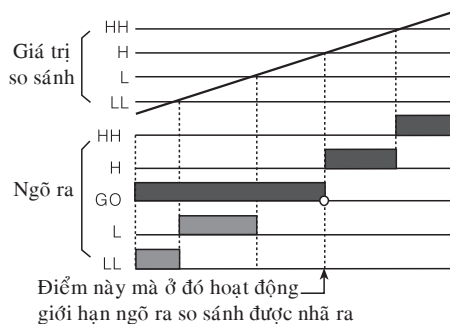 HH
Giá trị
so sánh
H
L
LL
HH
H
Ngõ ra
GO
L
LL
Điểm này mà ở đó hoạt động
giới hạn ngõ ra so sánh được nhã ra